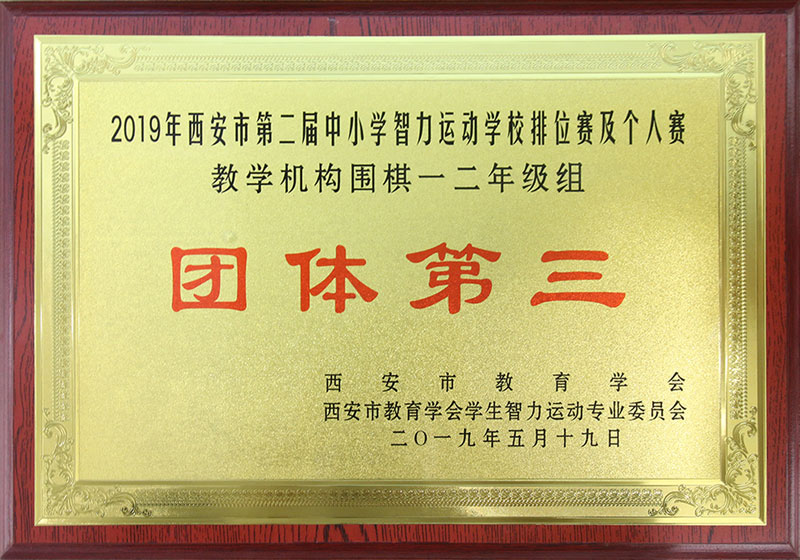 2019年西安市第二届中小学智力运动学校排位赛及个人赛
教学机构围棋一二年级组
团体第三
西安市教育学会
西安市教育学会学生智力运动专业委员会
二〇一九年五月十九日